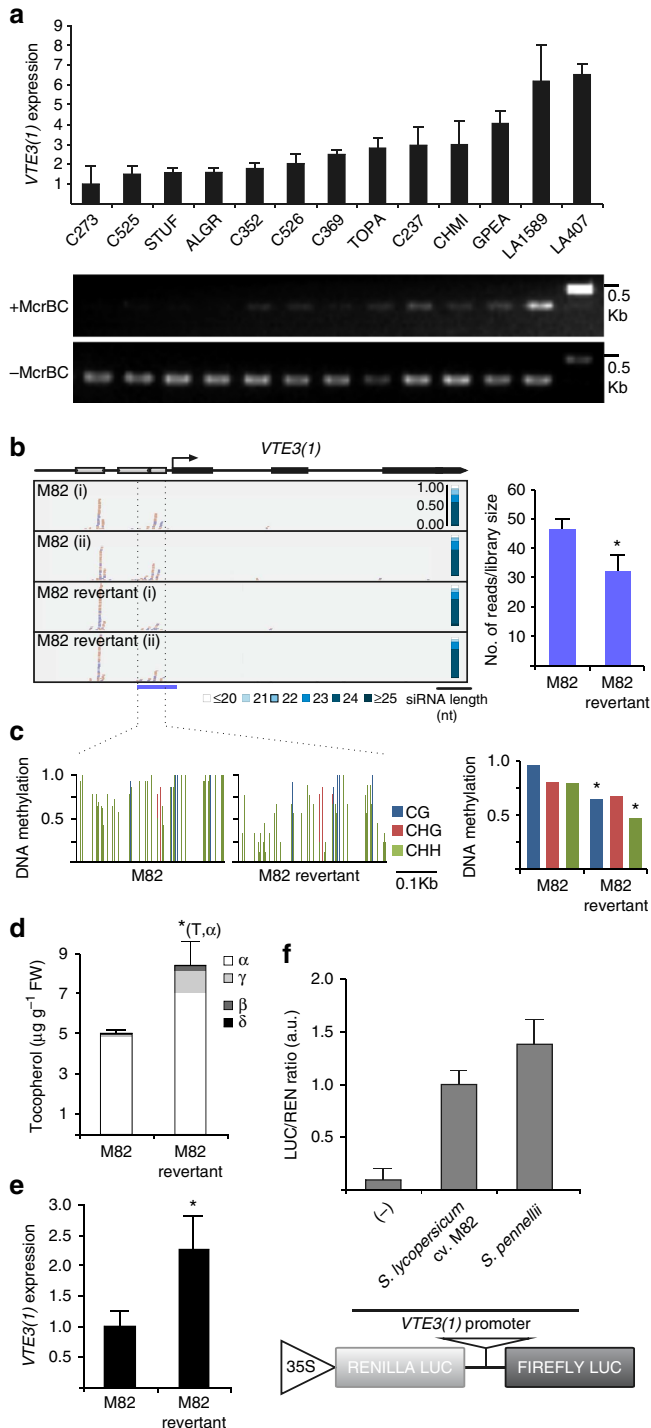 a
VTE3(1) expression
9
8
7
6
5
4
3
2
1
C273 C525 STUF ALGR C352 C526 C369 TOPA C237 CHMI GPEA LA1589 LA407
+McrBC
0.5
Kb
–McrBC
0.5
Kb
b
VTE3(1)
M82 (i)
1.00
0.50
0.00
M82 (ii)
M82 revertant (i)
M82 revertant (ii)
≤20 21 22 23 24 ≥25 siRNA length
(nt)
No. of reads/library size
60
50
40
30
20
10
*
M82 M82
revertant
c
DNA methylation
1.0
0.5
M82 M82 revertant
CG
CHG
CHH
0.1Kb
DNA methylation
1.0
0.5
* *
M82 M82
revertant
d
Tocopherol (μg g–1 FW)
9
7
5
3
1
*(T,α)
α
γ
β
δ
M82 M82
revertant
e
VTE3(1) expression
3.0
2.5
2.0
1.5
1.0
0.5
*
M82 M82
revertant
f
LUC/REN ratio (a.u.)
2.0
1.5
1.0
0.5
(–)
S. lycopersicum
cv. M82
S. pennellii
VTE3(1) promoter
35S RENILLA LUC FIREFLY LUC